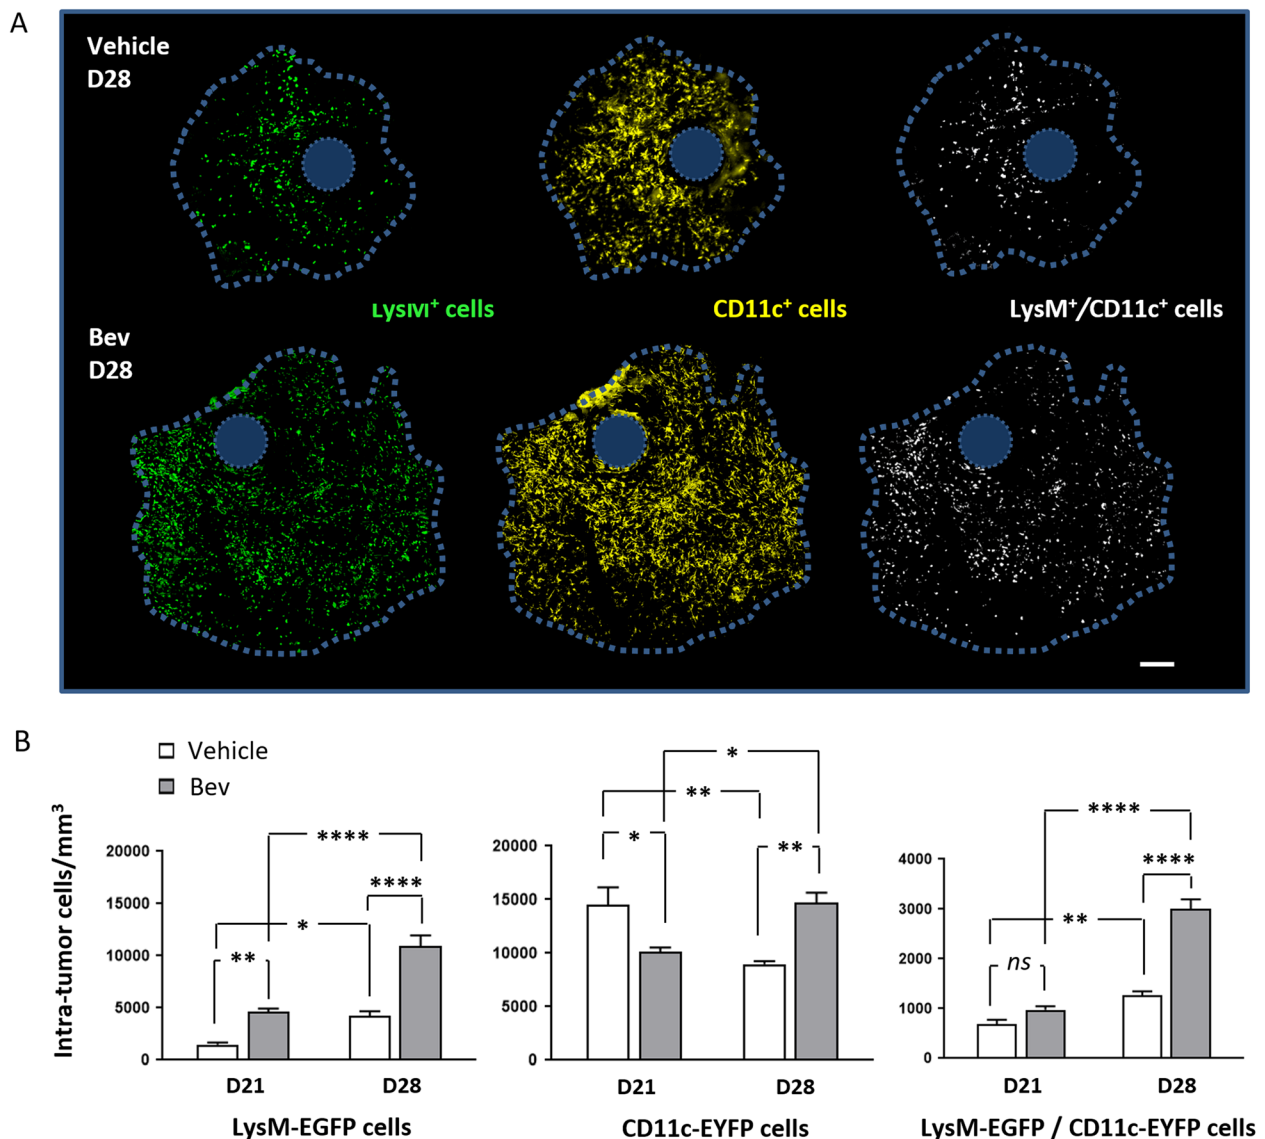 A
Vehicle
D28
LysM⁺ cells
CD11c⁺ cells
LysM⁺/CD11c⁺ cells
Bev
D28
B
Vehicle
Bev
Intra-tumor cells/mm³
20000
15000
10000
5000
0
****
****
*
**
D21
D28
LysM-EGFP cells
20000
15000
10000
5000
0
*
**
*
**
D21
D28
CD11c-EYFP cells
4000
3000
2000
1000
0
****
****
**
ns
D21
D28
LysM-EGFP / CD11c-EYFP cells